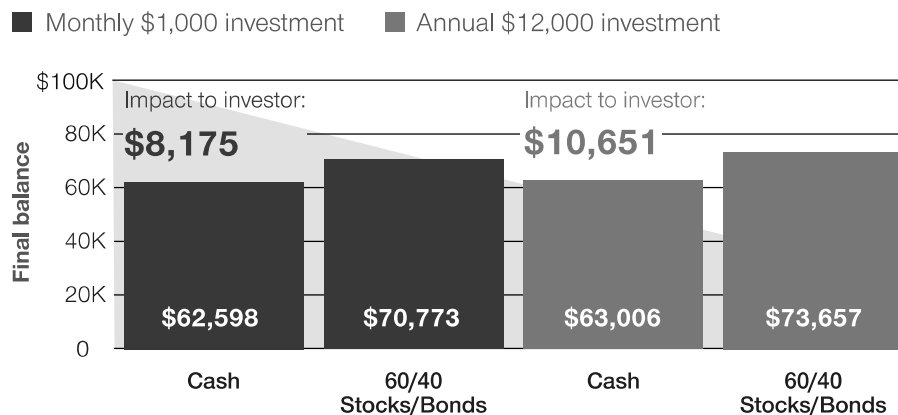 Monthly $1,000 investment
Annual $12,000 investment
Final balance
$100K
80K
60K
40K
20K
0
Impact to investor:
$8,175
Impact to investor:
$10,651
$62,598
$70,773
$63,006
$73,657
Cash
60/40
Stocks/Bonds
Cash
60/40
Stocks/Bonds